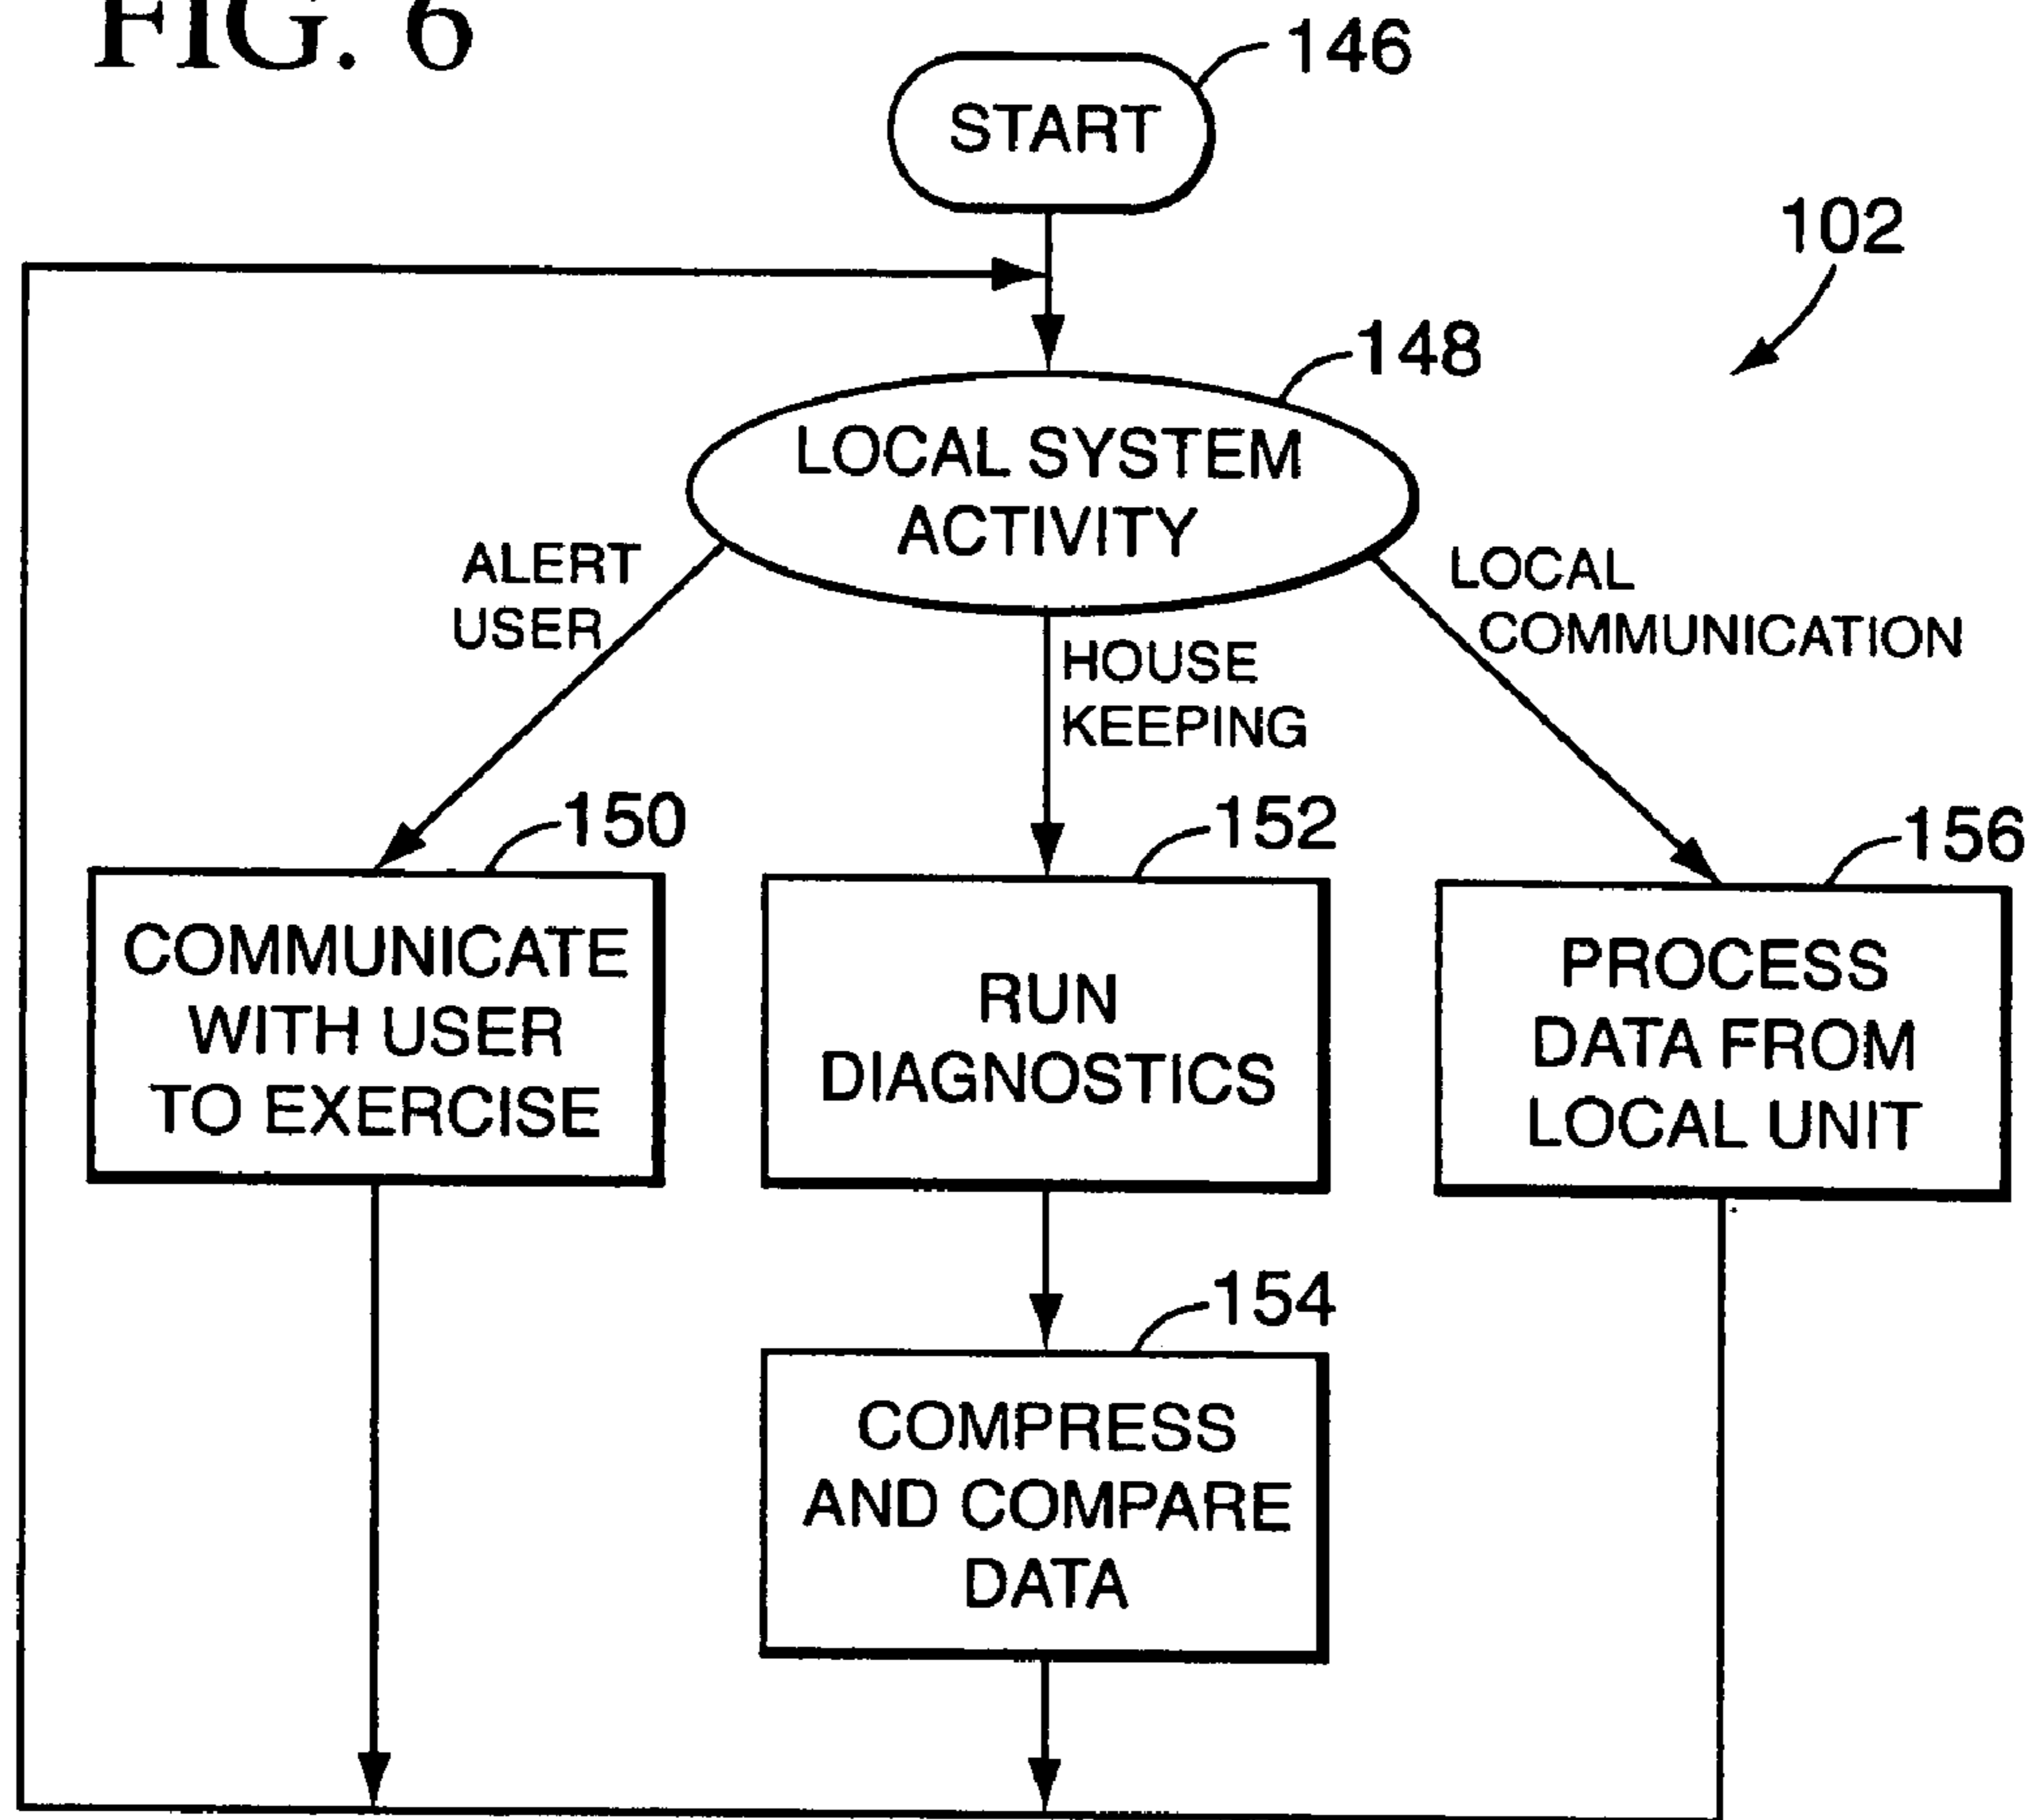 FIG. 6
146
START
102
148
LOCAL SYSTEM
ACTIVITY
ALERT
USER
HOUSE
KEEPING
LOCAL
COMMUNICATION
150
COMMUNICATE
WITH USER
TO EXERCISE
152
RUN
DIAGNOSTICS
156
PROCESS
DATA FROM
LOCAL UNIT
154
COMPRESS
AND COMPARE
DATA